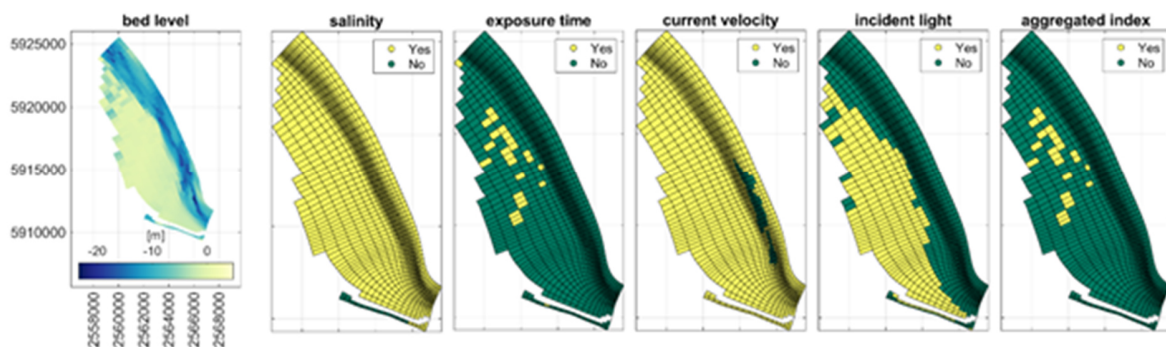 bed level
5925000
5920000
5915000
5910000
[m]
-20 -10 0
2558000
2560000
2562000
2564000
2566000
2568000
salinity
Yes
No
exposure time
Yes
No
current velocity
Yes
No
incident light
Yes
No
aggregated index
Yes
No